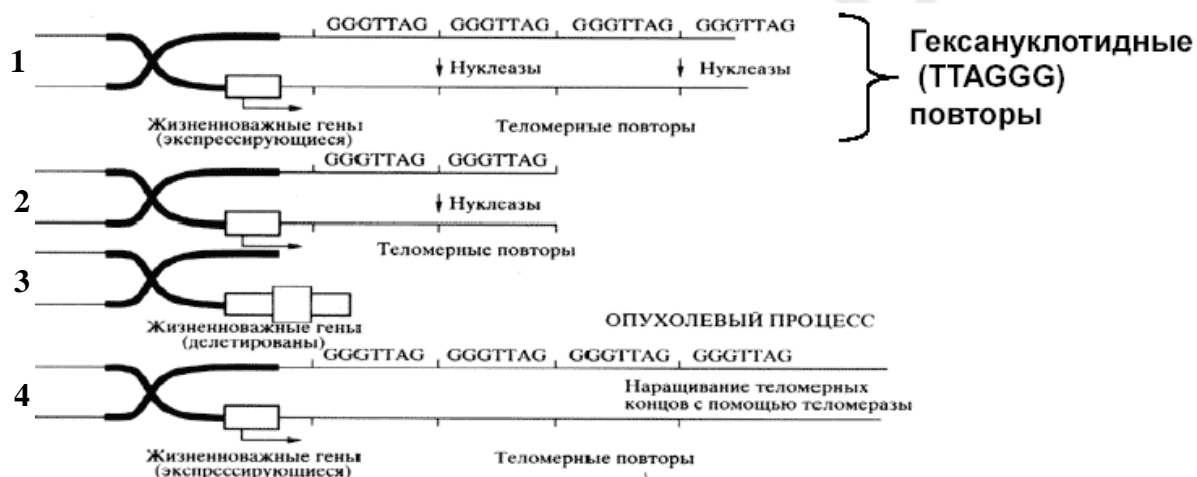 GGGTTAG GGGTTAG GGGTTAG GGGTTAG
1
Нуклеазы Нуклеазы
Гексануклотидные
(TTAGGG)
повторы
Жизненноважные гены
(экспрессирующиеся)
Теломерные повторы
GGGTTAG GGGTTAG
2
Нуклеазы
Теломерные повторы
3
Жизненноважные гены
(делетированы)
ОПУХОЛЕВЫЙ ПРОЦЕСС
GGGTTAG GGGTTAG GGGTTAG GGGTTAG
4
Наращивание теломерных
концов с помощью теломеразы
Жизненноважные гены
(экспрессирующиеся)
Теломерные повторы